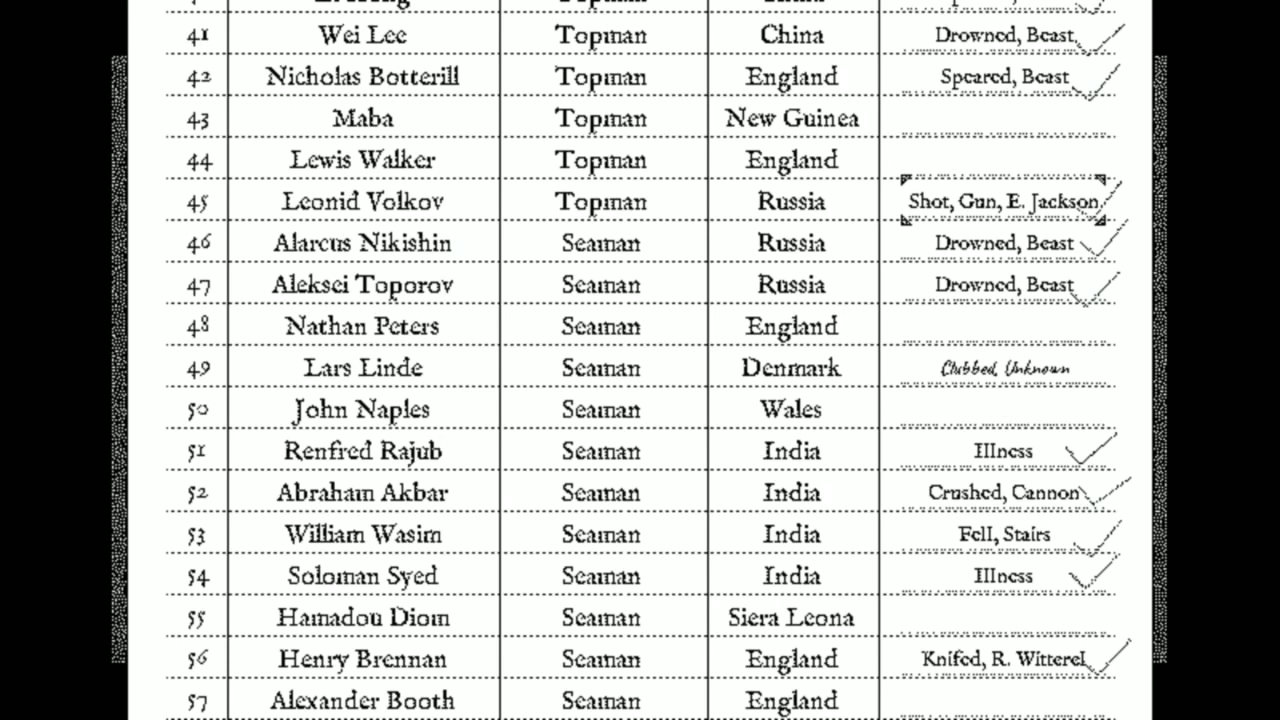 41 Wei Lee Topman China Drowned, Beast
42 Nicholas Botterill Topman England Speared, Beast
43 Maba Topman New Guinea
44 Lewis Walker Topman England
45 Leonid Volkov Topman Russia Shot, Gun, E. Jackson
46 Alarcus Nikishin Seaman Russia Drowned, Beast
47 Aleksei Toporov Seaman Russia Drowned, Beast
48 Nathan Peters Seaman England
49 Lars Linde Seaman Denmark Clubbed, Unknown
50 John Naples Seaman Wales
51 Renfred Rajub Seaman India Illness
52 Abraham Akbar Seaman India Crushed, Cannon
53 William Wasim Seaman India Fell, Stairs
54 Soloman Syed Seaman India Illness
55 Hamadou Diom Seaman Siera Leona
56 Henry Brennan Seaman England Knifed, R. Witterel
57 Alexander Booth Seaman England